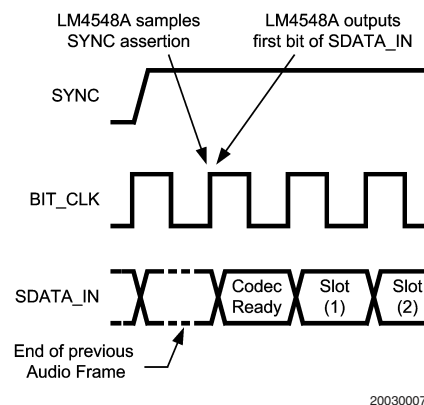 LM4548A samples
SYNC assertion
LM4548A outputs
first bit of SDATA_IN
SYNC
BIT_CLK
SDATA_IN
Codec
Ready
Slot
(1)
Slot
(2)
End of previous
Audio Frame
20030007